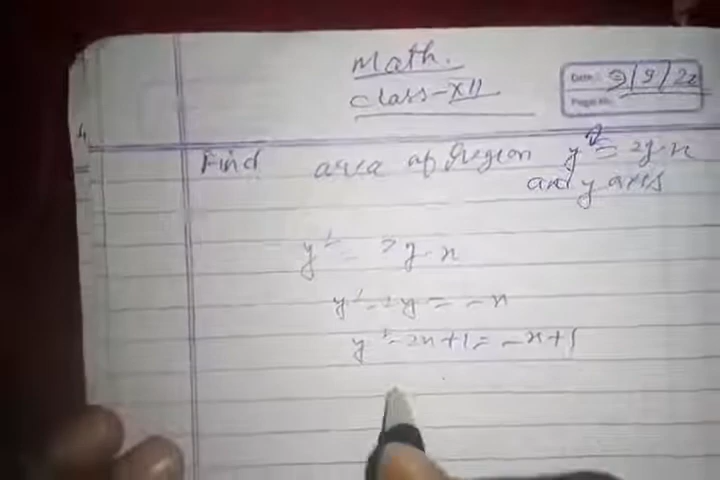 Math.
Class-XII
Date: 9/9/22
Page No.
Find area of Region y² = 2y-x
and y axis
y² = 2y-x
y²-2y = -x
y²-2x+1 = -x+1